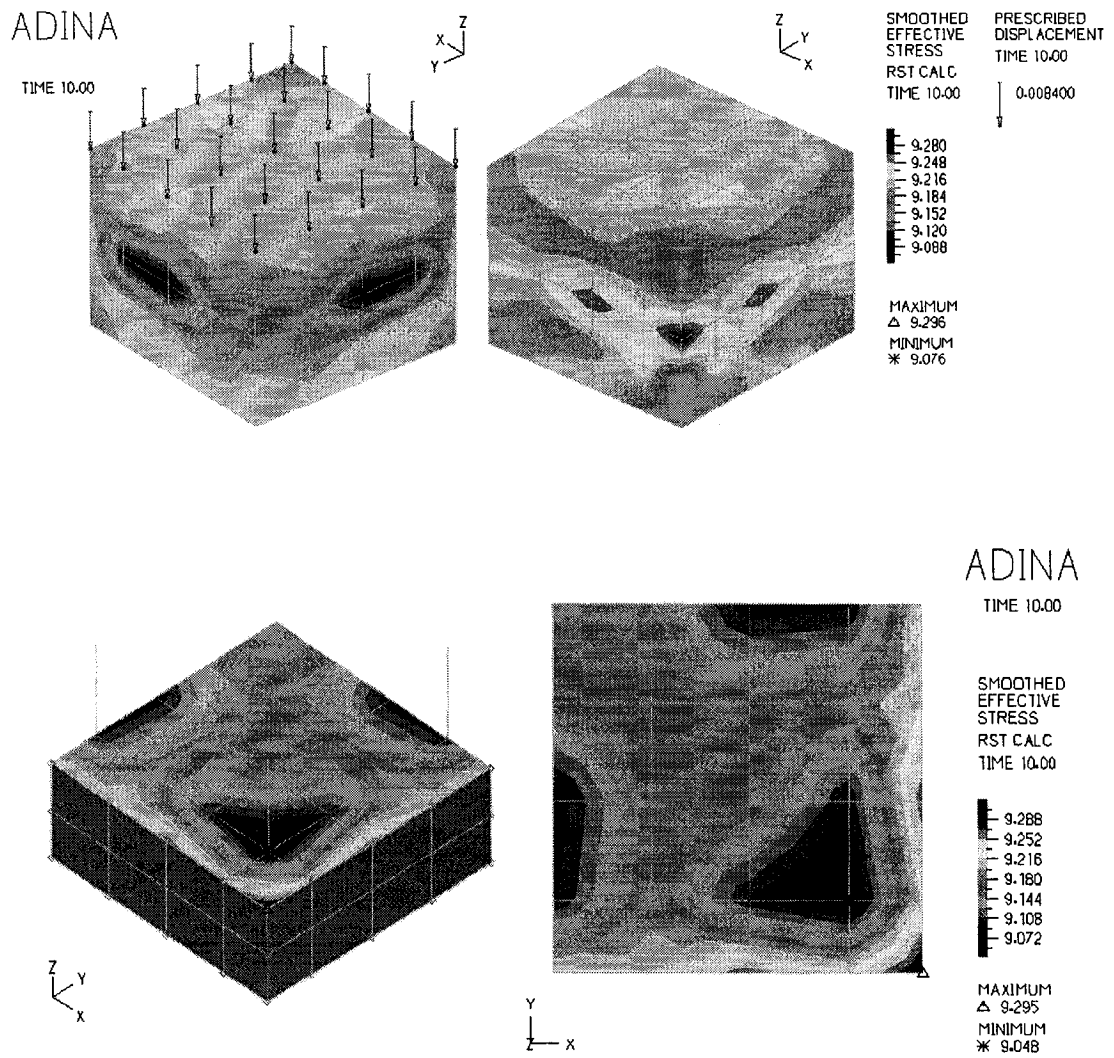 ADINA
TIME 10.00
Z
X
Y
Z
Y
X
SMOOTHED
EFFECTIVE
STRESS
RST CALC
TIME 10.00
9.280
9.248
9.216
9.184
9.152
9.120
9.088
MAXIMUM
△ 9.296
MINIMUM
* 9.076
PRESCRIBED
DISPLACEMENT
TIME 10.00
0.008400
Z
Y
X
Y
Z
X
ADINA
TIME 10.00
SMOOTHED
EFFECTIVE
STRESS
RST CALC
TIME 10.00
9.288
9.252
9.216
9.180
9.144
9.108
9.072
MAXIMUM
△ 9.295
MINIMUM
* 9.048